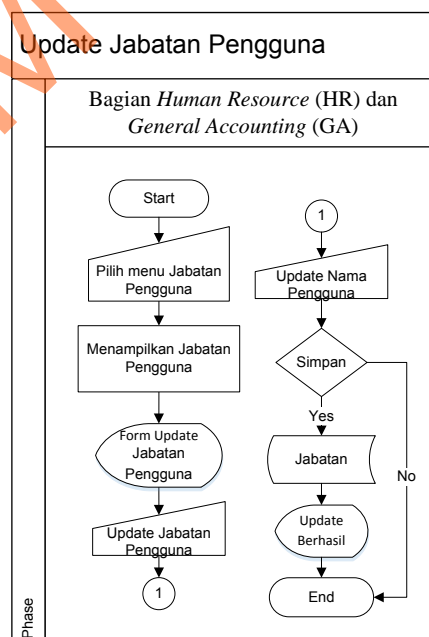 Update Jabatan Pengguna
Bagian Human Resource (HR) dan
General Accounting (GA)
Start
Pilih menu Jabatan
Pengguna
Menampilkan Jabatan
Pengguna
Form Update
Jabatan
Pengguna
Update Jabatan
Pengguna
1
1
Update Nama
Pengguna
Simpan
Yes
No
Jabatan
Update
Berhasil
End
Phase